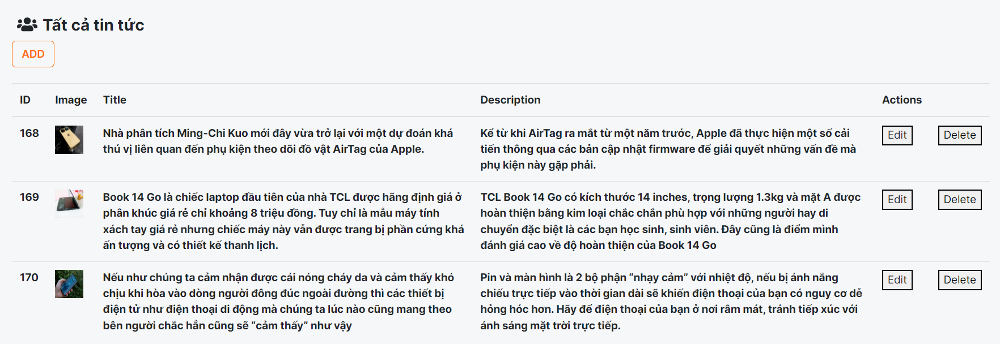 Tất cả tin tức
ADD
ID Image Title Description Actions
168 Nhà phân tích Ming-Chi Kuo mới đây vừa trở lại với một dự đoán khá
thú vị liên quan đến phụ kiện theo dõi đồ vật AirTag của Apple.
Kể từ khi AirTag ra mắt từ một năm trước, Apple đã thực hiện một số cải
tiến thông qua các bản cập nhật firmware để giải quyết những vấn đề mà
phụ kiện này gặp phải.
Edit Delete
169 Book 14 Go là chiếc laptop đầu tiên của nhà TCL được hãng định giá ở
phân khúc giá rẻ chỉ khoảng 8 triệu đồng. Tuy chỉ là mẫu máy tính
xách tay giá rẻ nhưng chiếc máy này vẫn được trang bị phần cứng khá
ấn tượng và có thiết kế thanh lịch.
TCL Book 14 Go có kích thước 14 inches, trọng lượng 1.3kg và mặt A được
hoàn thiện bằng kim loại chắc chắn phù hợp với những người hay di
chuyển đặc biệt là các bạn học sinh, sinh viên. Đây cũng là điểm mình
đánh giá cao về độ hoàn thiện của Book 14 Go
Edit Delete
170 Nếu như chúng ta cảm nhận được cái nóng cháy da và cảm thấy khó
chịu khi hòa vào dòng người đông đúc ngoài đường thì các thiết bị
điện tử như điện thoại di động mà chúng ta lúc nào cũng mang theo
bên người chắc hẳn cũng sẽ “cảm thấy” như vậy
Pin và màn hình là 2 bộ phận “nhạy cảm” với nhiệt độ, nếu bị ánh nắng
chiếu trực tiếp vào thời gian dài sẽ khiến điện thoại của bạn có nguy cơ dễ
hỏng hóc hơn. Hãy để điện thoại của bạn ở nơi râm mát, tránh tiếp xúc với
ánh sáng mặt trời trực tiếp.
Edit Delete